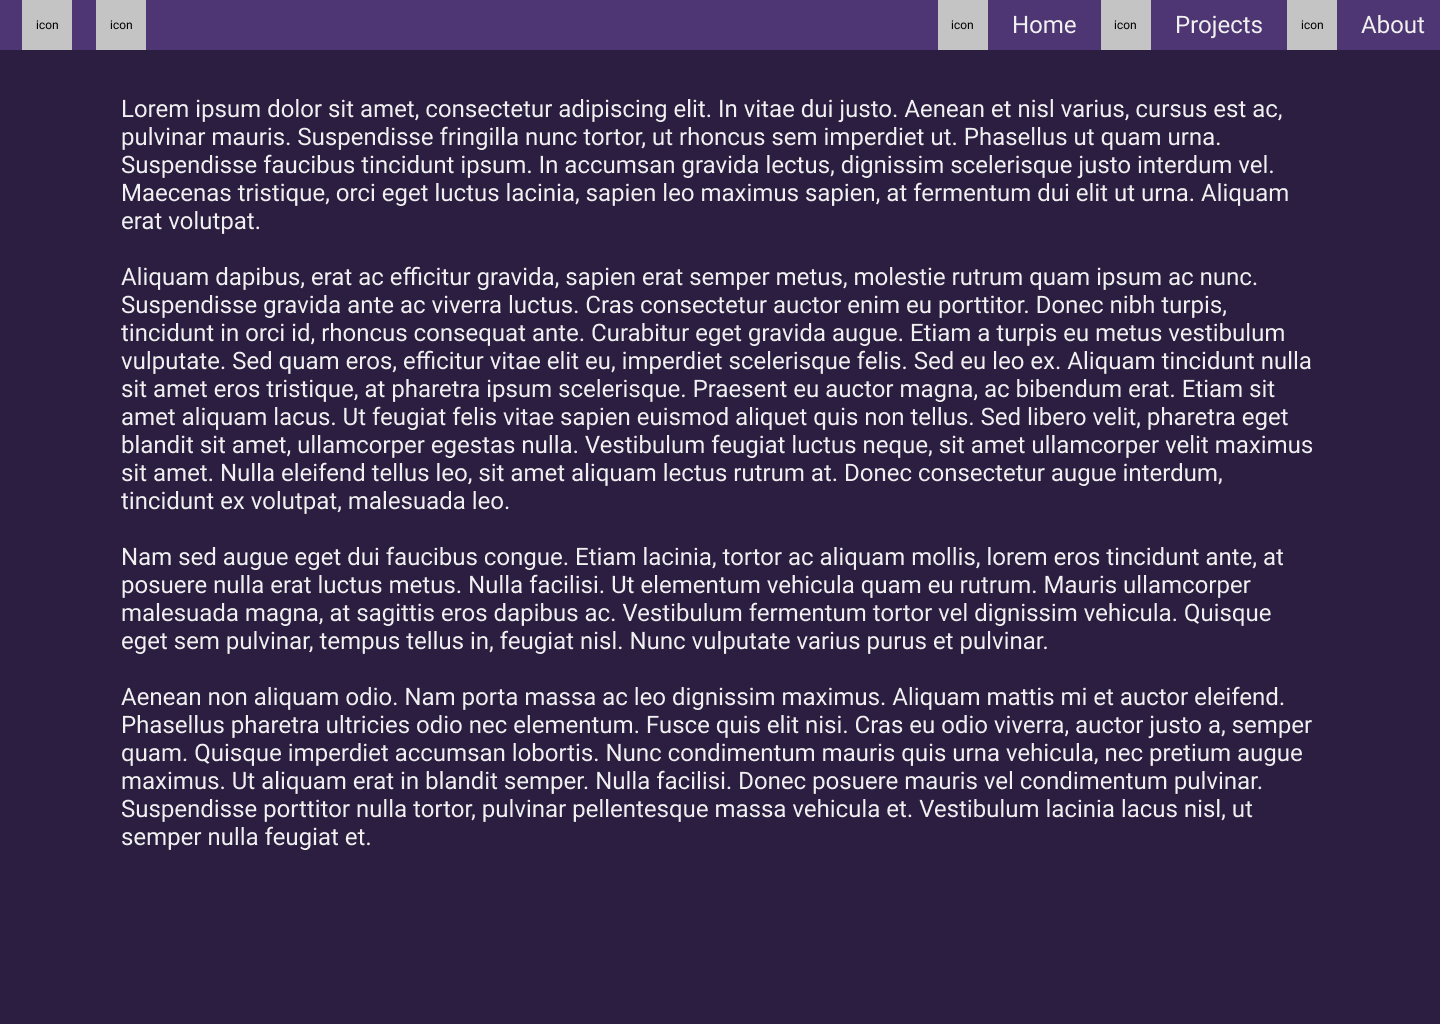 icon icon icon Home icon Projects icon About
Lorem ipsum dolor sit amet, consectetur adipiscing elit. In vitae dui justo. Aenean et nisl varius, cursus est ac,
pulvinar mauris. Suspendisse fringilla nunc tortor, ut rhoncus sem imperdiet ut. Phasellus ut quam urna.
Suspendisse faucibus tincidunt ipsum. In accumsan gravida lectus, dignissim scelerisque justo interdum vel.
Maecenas tristique, orci eget luctus lacinia, sapien leo maximus sapien, at fermentum dui elit ut urna. Aliquam
erat volutpat.
Aliquam dapibus, erat ac efficitur gravida, sapien erat semper metus, molestie rutrum quam ipsum ac nunc.
Suspendisse gravida ante ac viverra luctus. Cras consectetur auctor enim eu porttitor. Donec nibh turpis,
tincidunt in orci id, rhoncus consequat ante. Curabitur eget gravida augue. Etiam a turpis eu metus vestibulum
vulputate. Sed quam eros, efficitur vitae elit eu, imperdiet scelerisque felis. Sed eu leo ex. Aliquam tincidunt nulla
sit amet eros tristique, at pharetra ipsum scelerisque. Praesent eu auctor magna, ac bibendum erat. Etiam sit
amet aliquam lacus. Ut feugiat felis vitae sapien euismod aliquet quis non tellus. Sed libero velit, pharetra eget
blandit sit amet, ullamcorper egestas nulla. Vestibulum feugiat luctus neque, sit amet ullamcorper velit maximus
sit amet. Nulla eleifend tellus leo, sit amet aliquam lectus rutrum at. Donec consectetur augue interdum,
tincidunt ex volutpat, malesuada leo.
Nam sed augue eget dui faucibus congue. Etiam lacinia, tortor ac aliquam mollis, lorem eros tincidunt ante, at
posuere nulla erat luctus metus. Nulla facilisi. Ut elementum vehicula quam eu rutrum. Mauris ullamcorper
malesuada magna, at sagittis eros dapibus ac. Vestibulum fermentum tortor vel dignissim vehicula. Quisque
eget sem pulvinar, tempus tellus in, feugiat nisl. Nunc vulputate varius purus et pulvinar.
Aenean non aliquam odio. Nam porta massa ac leo dignissim maximus. Aliquam mattis mi et auctor eleifend.
Phasellus pharetra ultricies odio nec elementum. Fusce quis elit nisi. Cras eu odio viverra, auctor justo a, semper
quam. Quisque imperdiet accumsan lobortis. Nunc condimentum mauris quis urna vehicula, nec pretium augue
maximus. Ut aliquam erat in blandit semper. Nulla facilisi. Donec posuere mauris vel condimentum pulvinar.
Suspendisse porttitor nulla tortor, pulvinar pellentesque massa vehicula et. Vestibulum lacinia lacus nisl, ut
semper nulla feugiat et.